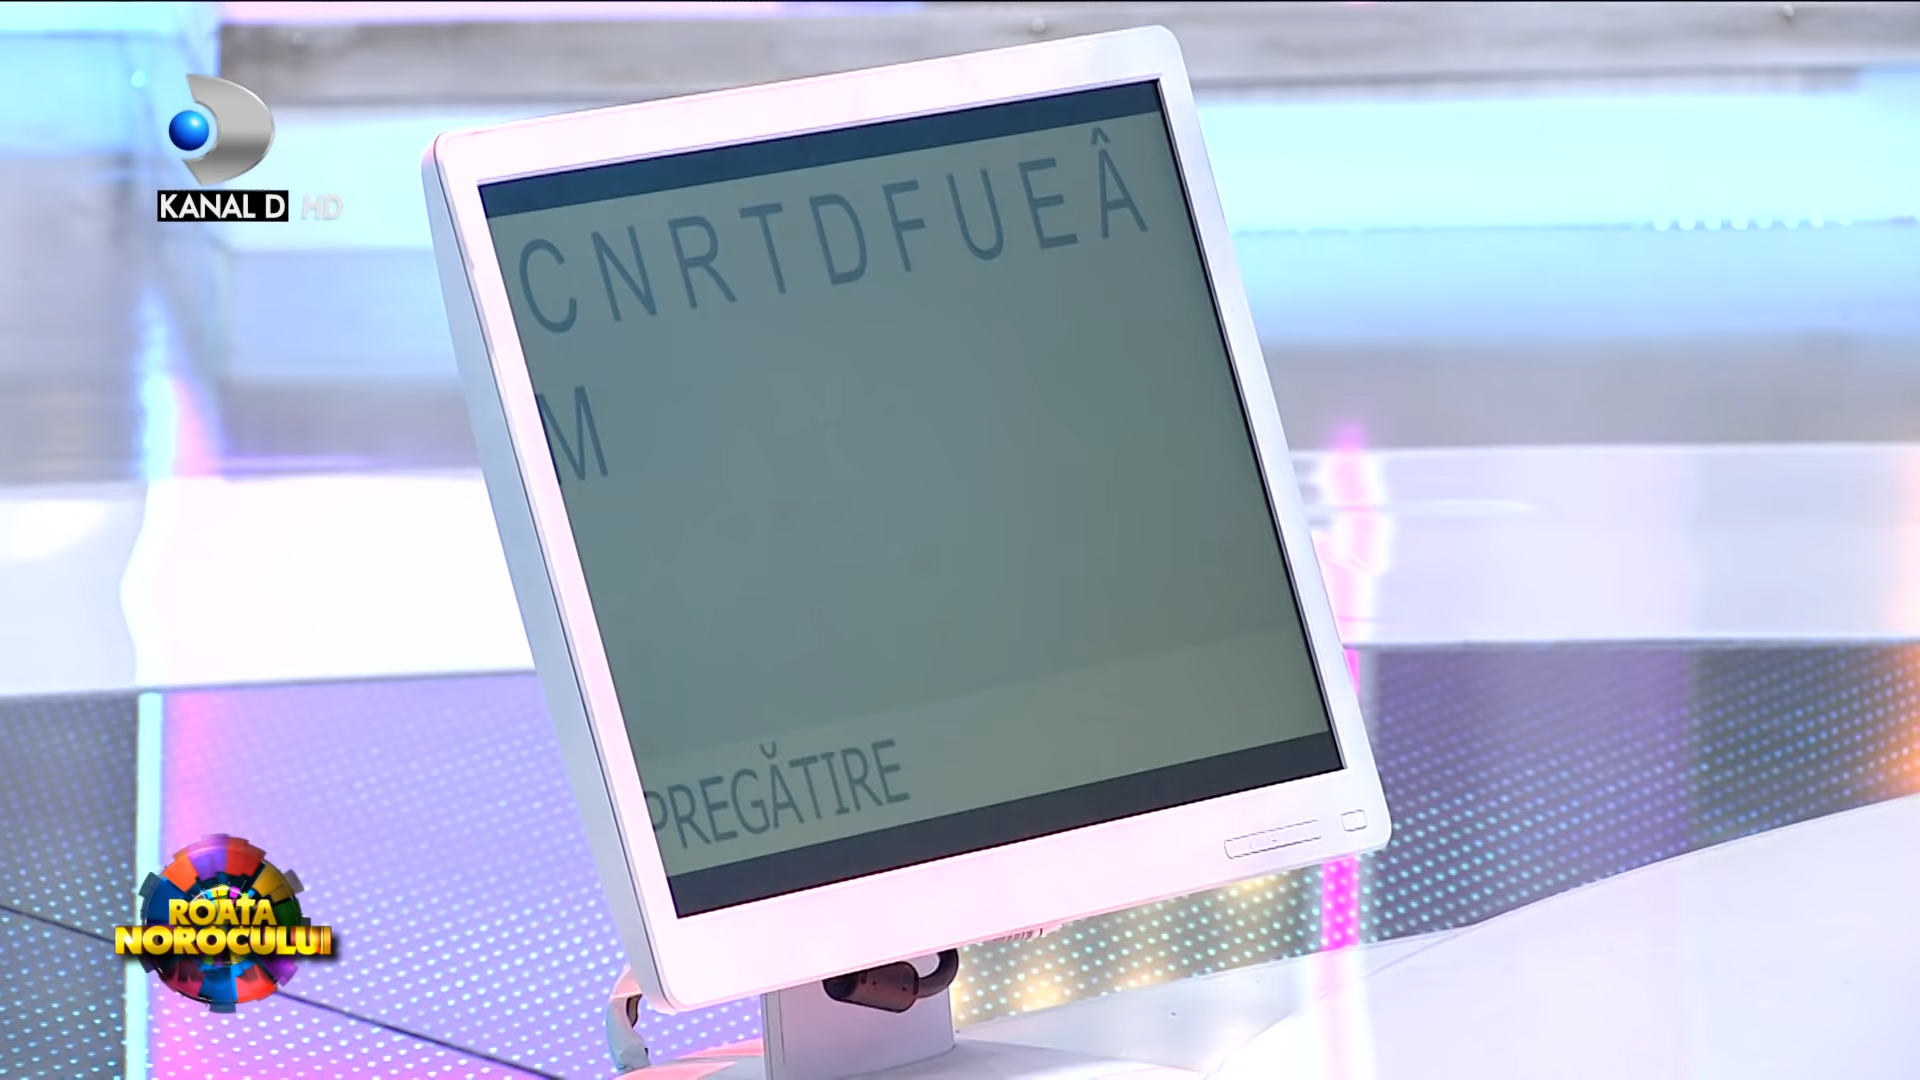 KANAL D HD
C N R T D F U E Â
M
PREGĂTIRE
ROATA
NOROCULUI